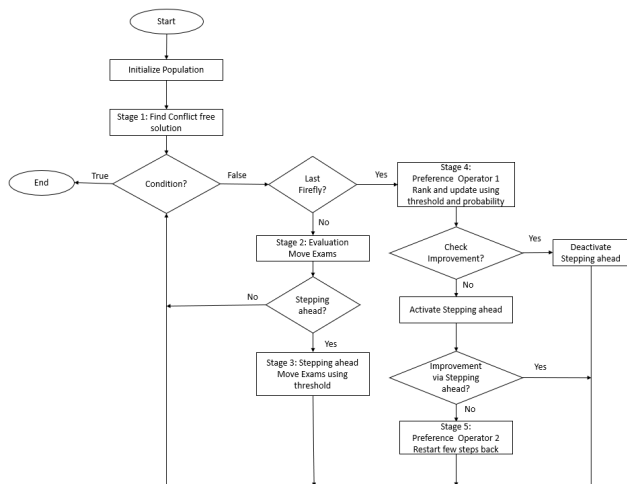 Start
Initialize Population
Stage 1: Find Conflict free
solution
End
True
Condition?
False
Last
Firefly?
Yes
Stage 4:
Preference Operator 1
Rank and update using
threshold and probability
No
Stage 2: Evaluation
Move Exams
Check
Improvement?
Yes
Deactivate
Stepping ahead
No
No
Stepping
ahead?
Activate Stepping ahead
Yes
Stage 3: Stepping ahead
Move Exams using
threshold
Improvement
via Stepping
ahead?
Yes
No
Stage 5:
Preference Operator 2
Restart few steps back